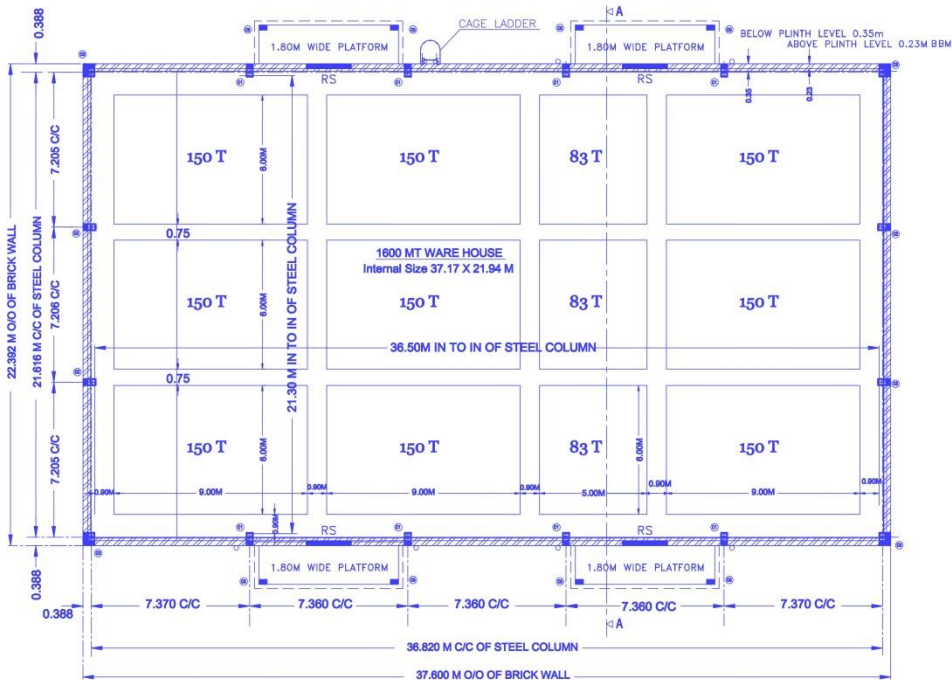 A
CAGE LADDER
0.388
1.80M WIDE PLATFORM
1.80M WIDE PLATFORM
BELOW PLINTH LEVEL 0.35m
ABOVE PLINTH LEVEL 0.23M BBM
RS
RS
0.35
0.23
150 T
150 T
83 T
150 T
6.00M
7.205 C/C
0.75
1600 MT WARE HOUSE
Internal Size 37.17 X 21.94 M
22.392 M O/O OF BRICK WALL
21.616 M C/C OF STEEL COLUMN
7.206 C/C
150 T
150 T
83 T
150 T
6.00M
21.30 M IN TO IN OF STEEL COLUMN
36.50M IN TO IN OF STEEL COLUMN
0.75
7.205 C/C
150 T
150 T
83 T
150 T
6.00M
6.00M
0.90M
9.00M
0.90M
9.00M
0.90M
5.00M
0.90M
9.00M
0.90M
0.90M
RS
RS
1.80M WIDE PLATFORM
1.80M WIDE PLATFORM
0.388
0.388
7.370 C/C
7.360 C/C
7.360 C/C
7.360 C/C
7.370 C/C
A
36.820 M C/C OF STEEL COLUMN
37.600 M O/O OF BRICK WALL